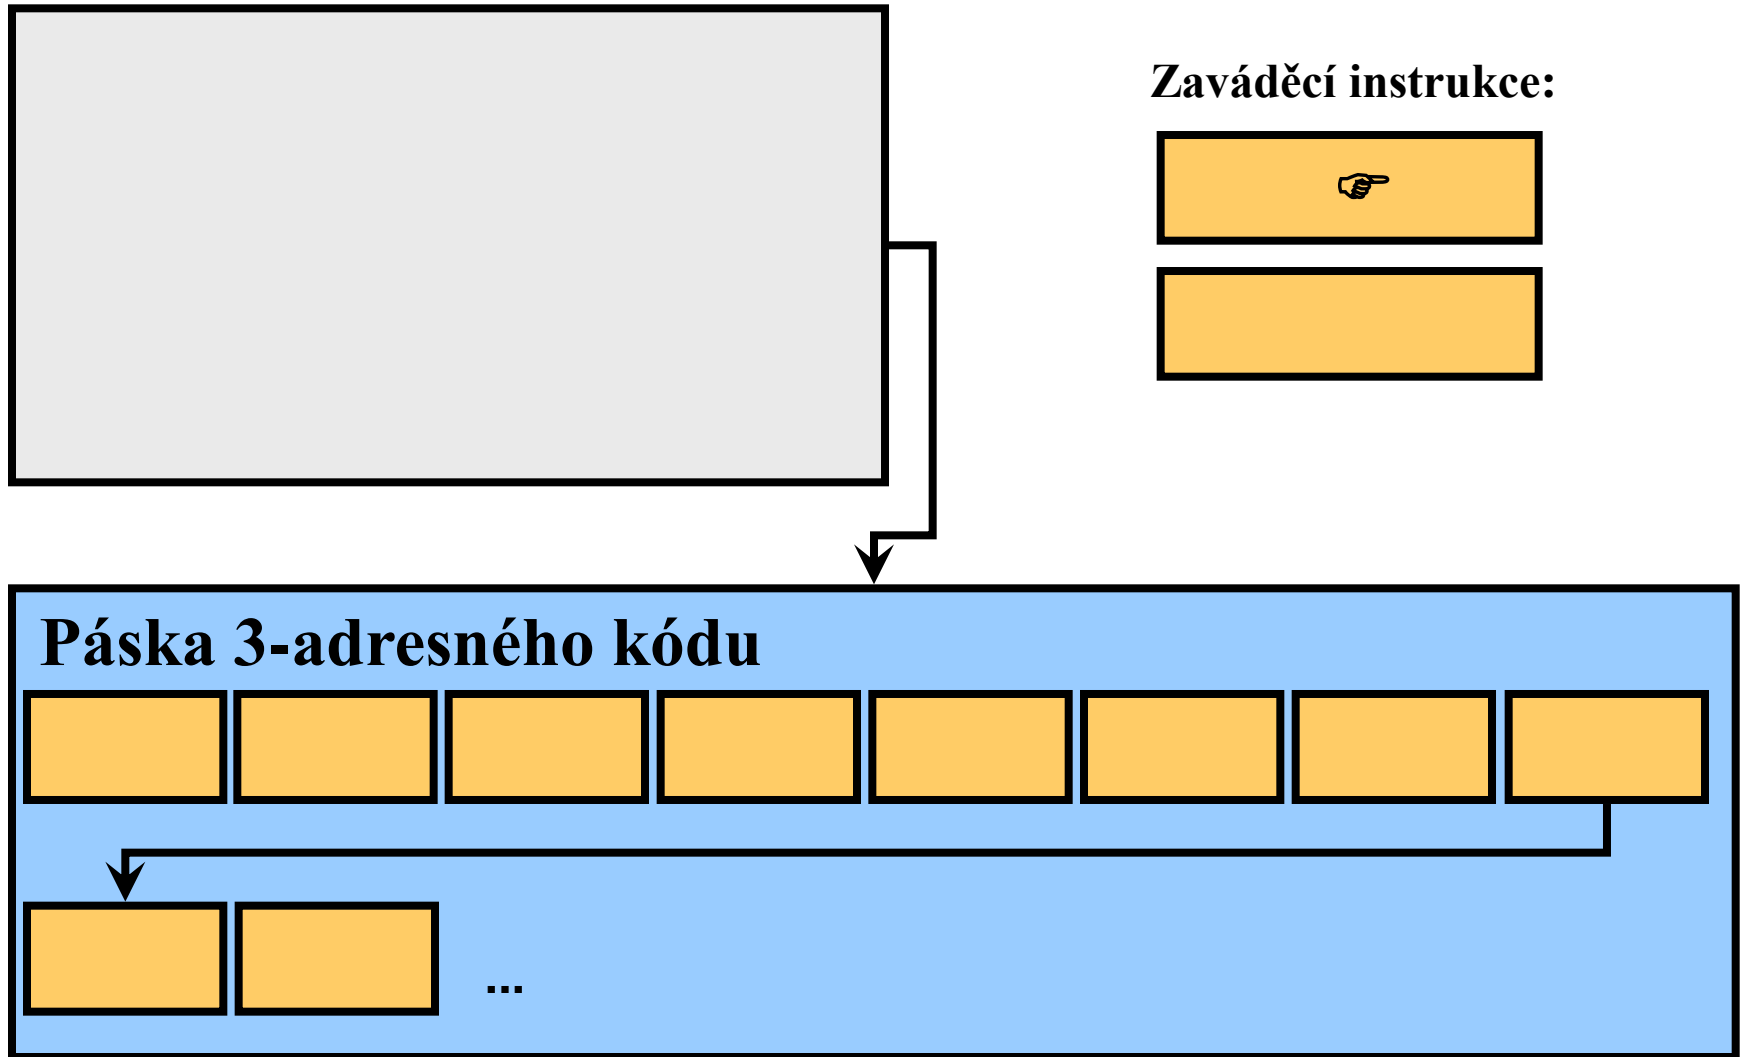 Zaváděcí instrukce:
☞
Páska 3-adresného kódu
...